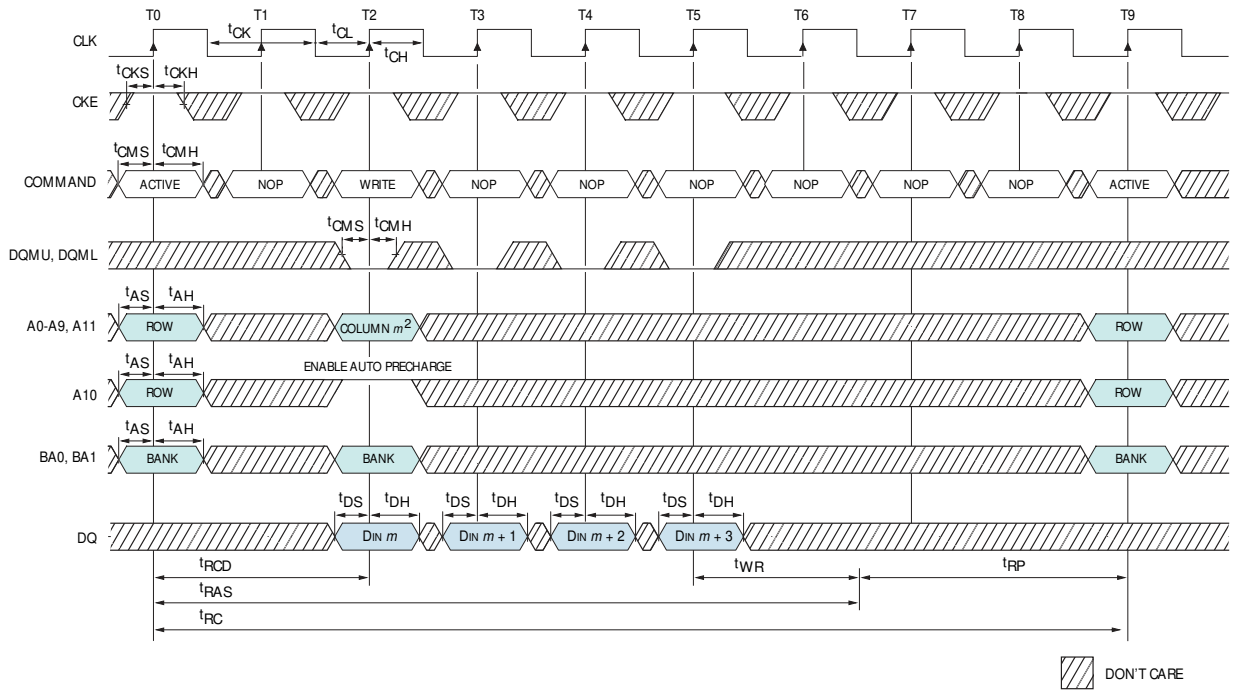 T0 T1 T2 T3 T4 T5 T6 T7 T8 T9
CLK
tCK tCL
tCH
tCKS tCKH
CKE
tCMS tCMH
COMMAND ACTIVE NOP WRITE NOP NOP NOP NOP NOP NOP ACTIVE
tCMS tCMH
DQMU, DQML
tAS tAH
A0-A9, A11 ROW COLUMN m2 ROW
tAS tAH
ENABLE AUTO PRECHARGE
A10 ROW ROW
tAS tAH
BA0, BA1 BANK BANK BANK
tDS tDH tDS tDH tDS tDH tDS tDH
DQ DIN m DIN m + 1 DIN m + 2 DIN m + 3
tRCD tWR tRP
tRAS
tRC
DON'T CARE